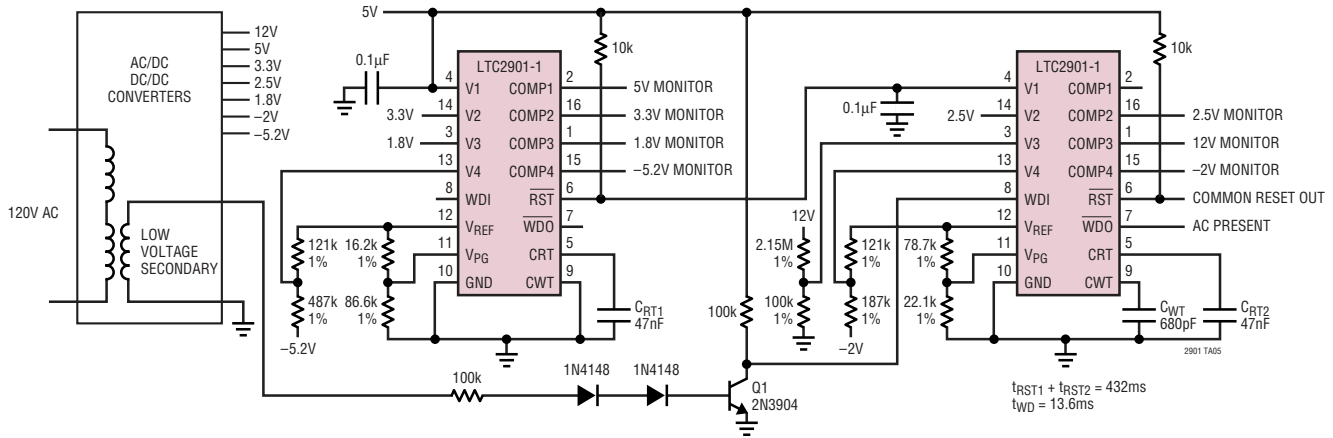 AC/DC
DC/DC
CONVERTERS
12V
5V
3.3V
2.5V
1.8V
–2V
–5.2V
120V AC
LOW
VOLTAGE
SECONDARY
5V
0.1µF
10k
LTC2901-1
4 V1
14 V2
3 V3
13 V4
8 WDI
12 VREF
11 VPG
10 GND
COMP1 2
COMP2 16
COMP3 1
COMP4 15
RST 6
WDO 7
CRT 5
CWT 9
3.3V
1.8V
5V MONITOR
3.3V MONITOR
1.8V MONITOR
–5.2V MONITOR
121k
1%
16.2k
1%
487k
1%
86.6k
1%
–5.2V
CRT1
47nF
100k
1N4148
1N4148
100k
Q1
2N3904
0.1µF
10k
LTC2901-1
4 V1
14 V2
3 V3
13 V4
8 WDI
12 VREF
11 VPG
10 GND
COMP1 2
COMP2 16
COMP3 1
COMP4 15
RST 6
WDO 7
CRT 5
CWT 9
2.5V
2.5V MONITOR
12V MONITOR
–2V MONITOR
COMMON RESET OUT
AC PRESENT
12V
2.15M
1%
121k
1%
78.7k
1%
100k
1%
187k
1%
22.1k
1%
–2V
CWT
680pF
CRT2
47nF
2901 TA05
tRST1 + tRST2 = 432ms
tWD = 13.6ms